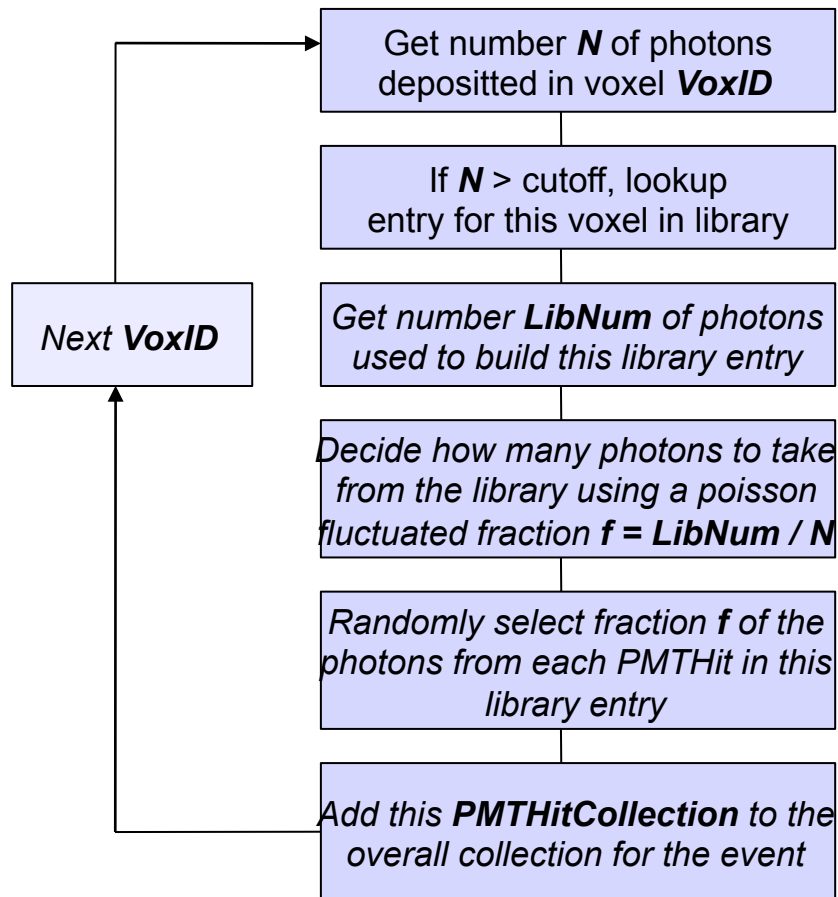 Get number N of photons
depositted in voxel VoxID
If N > cutoff, lookup
entry for this voxel in library
Next VoxID
Get number LibNum of photons
used to build this library entry
Decide how many photons to take
from the library using a poisson
fluctuated fraction f = LibNum / N
Randomly select fraction f of the
photons from each PMTHit in this
library entry
Add this PMTHitCollection to the
overall collection for the event